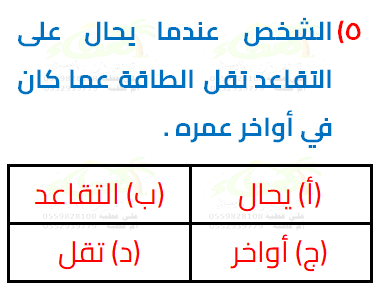 ٥) الشخص عندما يحال على
التقاعد تقل الطاقة عما كان
في أواخر عمره .
(أ) يحال (ب) التقاعد
(ج) أواخر (د) تقل